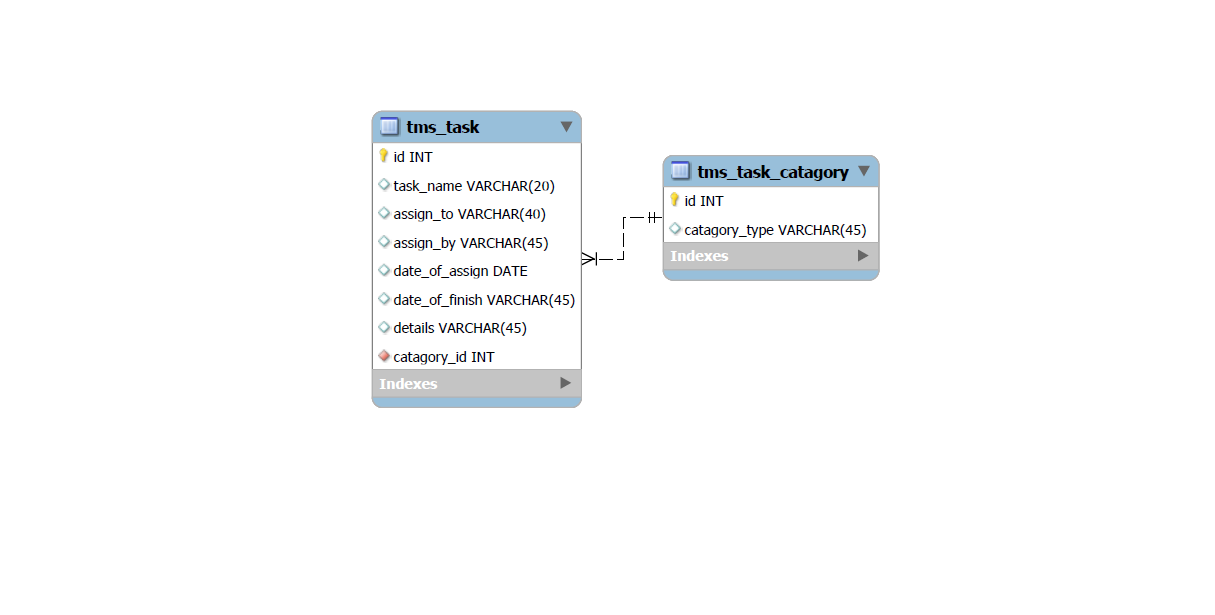 tms_task
id INT
task_name VARCHAR(20)
assign_to VARCHAR(40)
assign_by VARCHAR(45)
date_of_assign DATE
date_of_finish VARCHAR(45)
details VARCHAR(45)
catagory_id INT
Indexes
tms_task_catagory
id INT
catagory_type VARCHAR(45)
Indexes